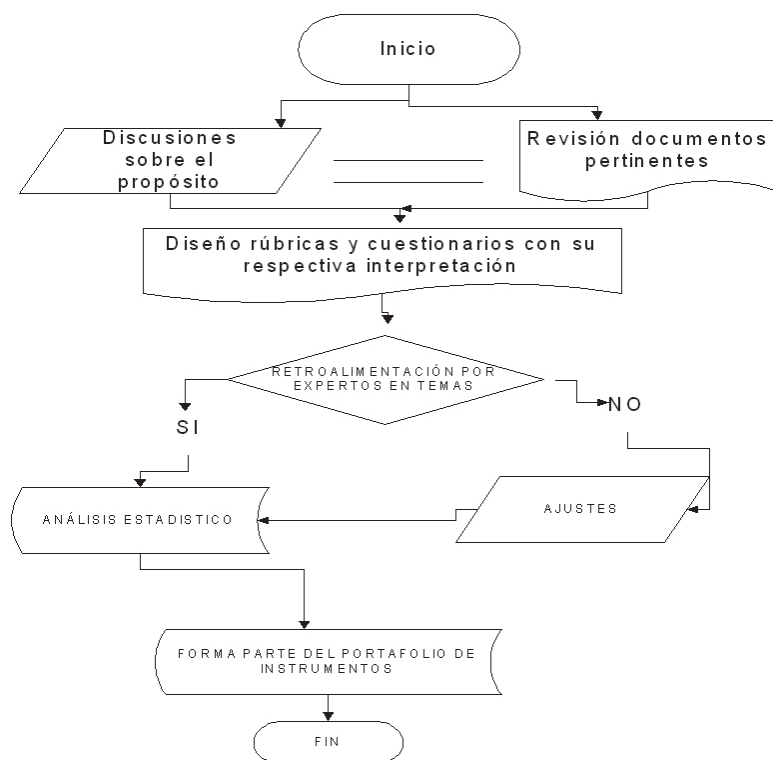 Inicio
Discusiones
sobre el
propósito
Revisión documentos
pertinentes
Diseño rúbricas y cuestionarios con su
respectiva interpretación
RETROALIMENTACIÓN POR
EXPERTOS EN TEMAS
SI
NO
ANÁLISIS ESTADISTICO
AJUSTES
FORMA PARTE DEL PORTAFOLIO DE
INSTRUMENTOS
FIN